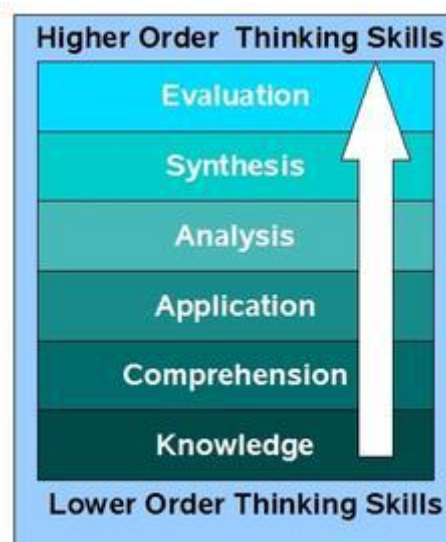 Higher Order Thinking Skills
Evaluation
Synthesis
Analysis
Application
Comprehension
Knowledge
Lower Order Thinking Skills